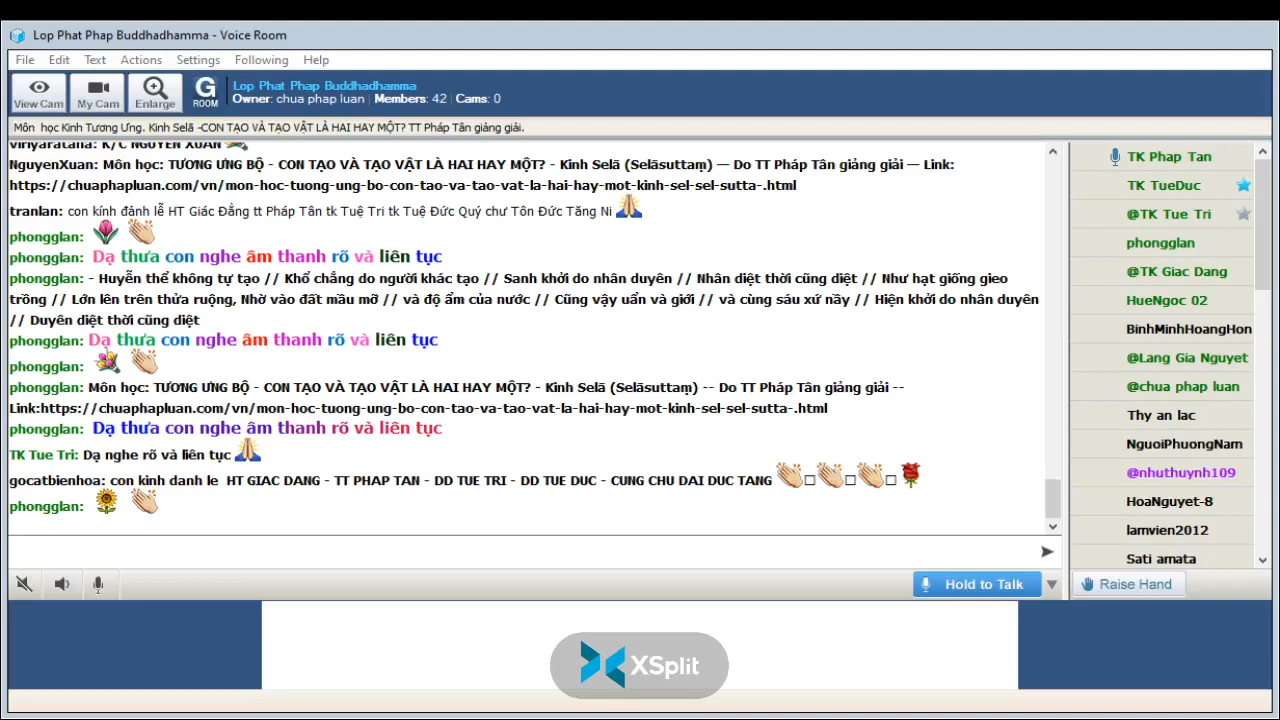 Lop Phat Phap Buddhadhamma - Voice Room
File Edit Text Actions Settings Following Help
View Cam My Cam Enlarge G ROOM
Lop Phat Phap Buddhadhamma
Owner: chua phap luan | Members: 42 | Cams: 0
Môn học Kinh Tương Ưng. Kinh Selā -CON TẠO VÀ TẠO VẬT LÀ HAI HAY MỘT? TT Pháp Tân giảng giải.
viriyaratana: K/C NGUYEN XUAN
NguyenXuan: Môn học: TƯƠNG ƯNG BỘ - CON TẠO VÀ TẠO VẬT LÀ HAI HAY MỘT? - Kinh Selā (Selāsuttaṃ) — Do TT Pháp Tân giảng giải — Link:
https://chuaphapluan.com/vn/mon-hoc-tuong-ung-bo-con-tao-va-tao-vat-la-hai-hay-mot-kinh-sel-sel-sutta-.html
tranlan: con kính đảnh lễ HT Giác Đẳng tt Pháp Tân tk Tuệ Tri tk Tuệ Đức Quý chư Tôn Đức Tăng Ni
phongglan:
phongglan: Dạ thưa con nghe âm thanh rõ và liên tục
phongglan: - Huyễn thể không tự tạo // Khổ chẳng do người khác tạo // Sanh khởi do nhân duyên // Nhân diệt thời cũng diệt // Như hạt giống gieo
trồng // Lớn lên trên thửa ruộng, Nhờ vào đất mầu mỡ // và độ ẩm của nước // Cũng vậy uẩn và giới // và cùng sáu xứ nầy // Hiện khởi do nhân duyên
// Duyên diệt thời cũng diệt
phongglan: Dạ thưa con nghe âm thanh rõ và liên tục
phongglan:
phongglan: Môn học: TƯƠNG ƯNG BỘ - CON TẠO VÀ TẠO VẬT LÀ HAI HAY MỘT? - Kinh Selā (Selāsuttaṃ) -- Do TT Pháp Tân giảng giải --
Link:https://chuaphapluan.com/vn/mon-hoc-tuong-ung-bo-con-tao-va-tao-vat-la-hai-hay-mot-kinh-sel-sel-sutta-.html
phongglan: Dạ thưa con nghe âm thanh rõ và liên tục
TK Tue Tri: Dạ nghe rõ và liên tục
gocatbienhoa: con kinh danh le HT GIAC DANG - TT PHAP TAN - DD TUE TRI - DD TUE DUC - CUNG CHU DAI DUC TANG
phongglan:
Hold to Talk
TK Phap Tan
TK TueDuc
@TK Tue Tri
phongglan
@TK Giac Dang
HueNgoc 02
BinhMinhHoangHon
@Lang Gia Nguyet
@chua phap luan
Thy an lac
NguoiPhuongNam
@nhuthuynh109
HoaNguyet-8
lamvien2012
Sati amata
Raise Hand
XSplit